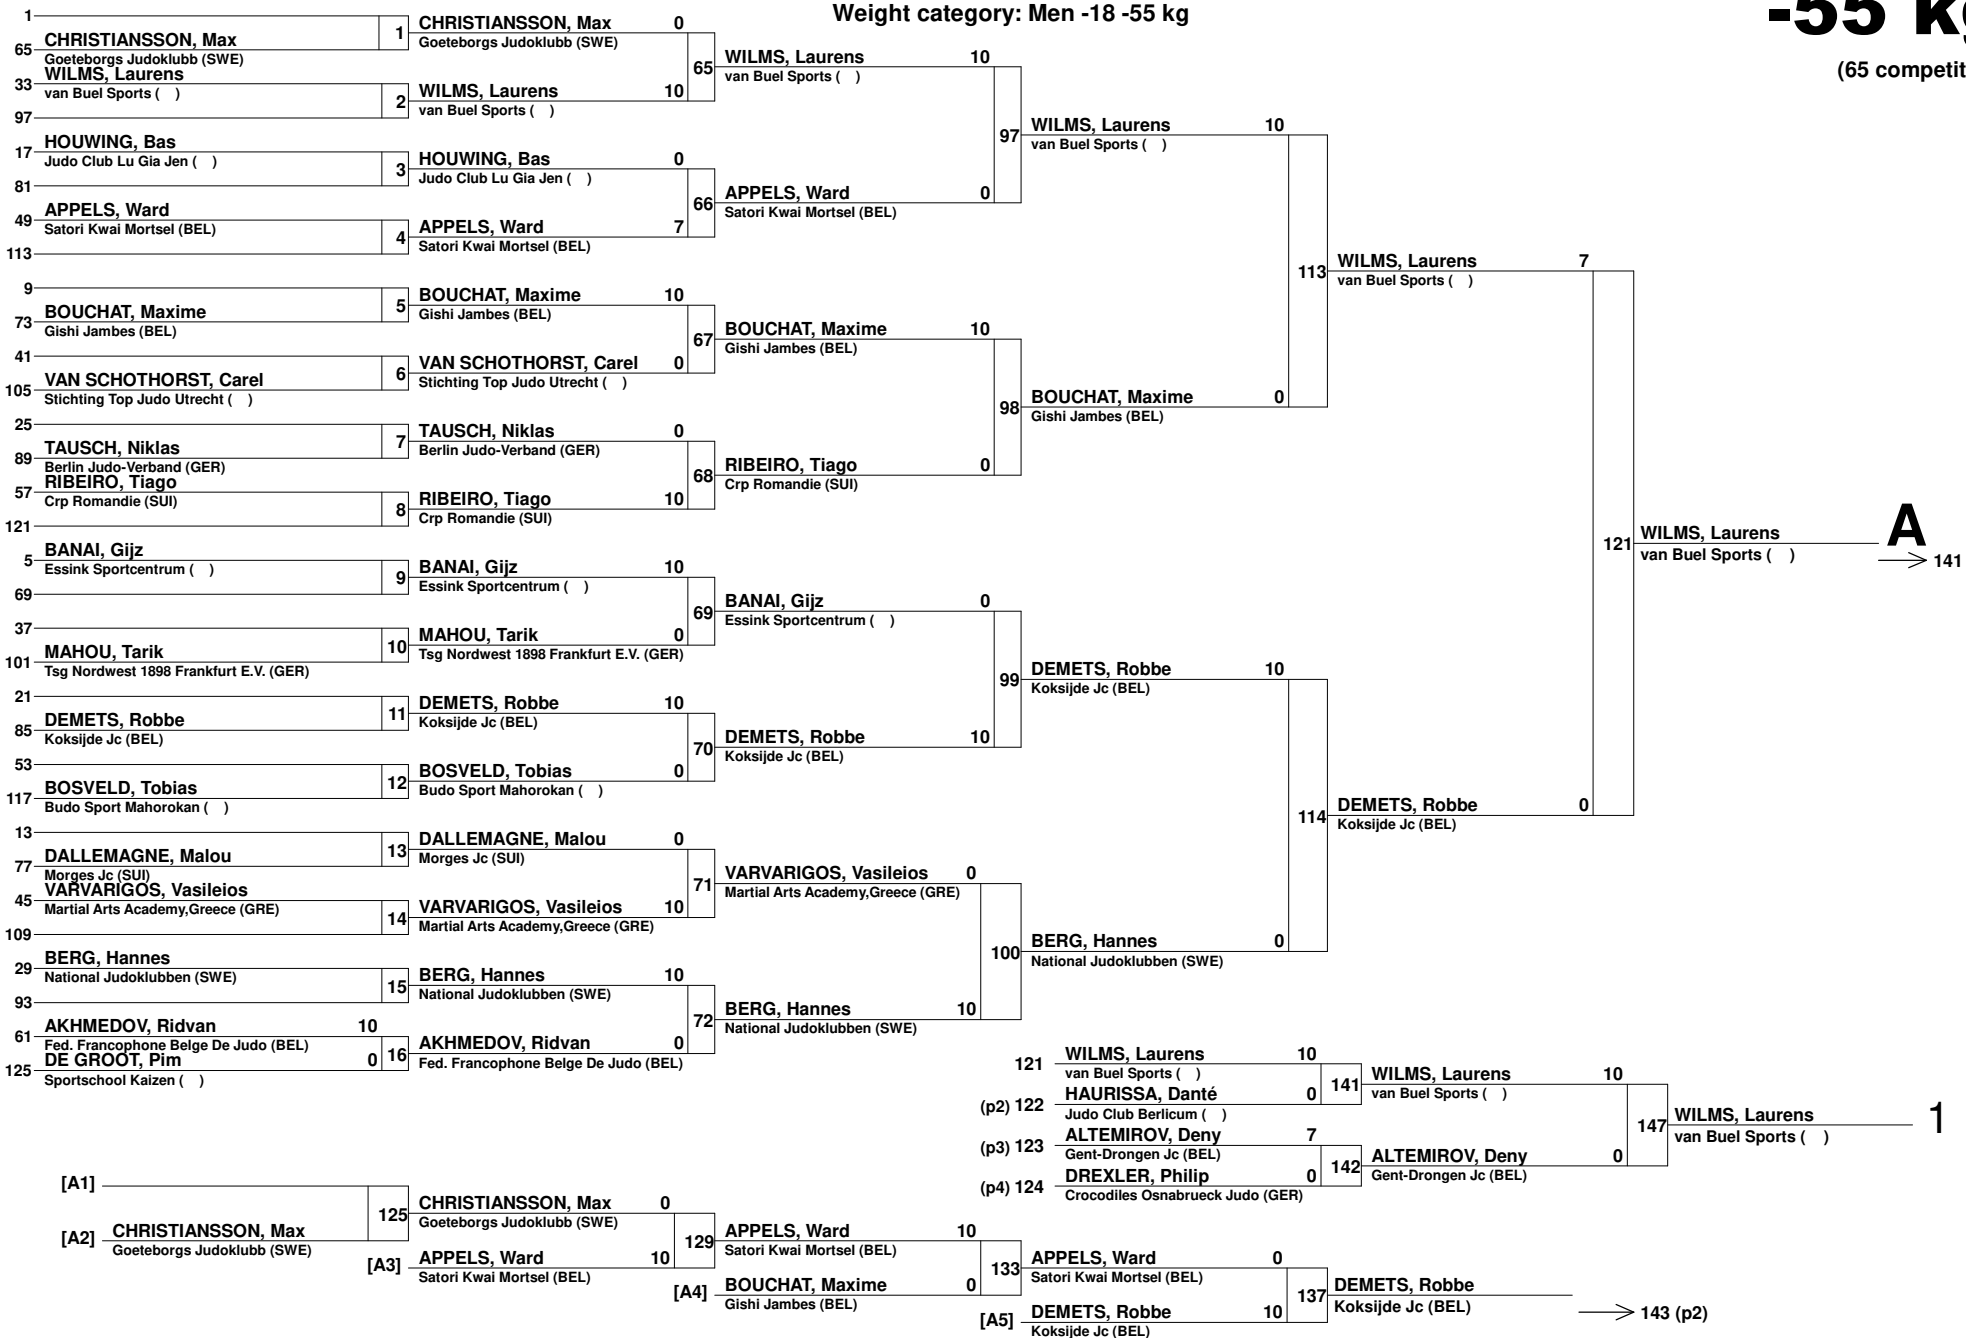 Weight category: Men -18 -55 kg
-55 kg
(65 competit
1
65 CHRISTIANSSON, Max
Goeteborgs Judoklubb (SWE)
1
33 WILMS, Laurens
van Buel Sports ( )
97
2
17 HOUWING, Bas
Judo Club Lu Gia Jen ( )
81
3
49 APPELS, Ward
Satori Kwai Mortsel (BEL)
113
4
9
73 BOUCHAT, Maxime
Gishi Jambes (BEL)
5
41
105 VAN SCHOTHORST, Carel
Stichting Top Judo Utrecht ( )
6
25
89 TAUSCH, Niklas
Berlin Judo-Verband (GER)
7
57 RIBEIRO, Tiago
Crp Romandie (SUI)
121
8
5 BANAI, Gijz
Essink Sportcentrum ( )
69
9
37
101 MAHOU, Tarik
Tsg Nordwest 1898 Frankfurt E.V. (GER)
10
21
85 DEMETS, Robbe
Koksijde Jc (BEL)
11
53
117 BOSVELD, Tobias
Budo Sport Mahorokan ( )
12
13
77 DALLEMAGNE, Malou
Morges Jc (SUI)
13
45 VARVARIGOS, Vasileios
Martial Arts Academy,Greece (GRE)
109
14
29 BERG, Hannes
National Judoklubben (SWE)
93
15
61 AKHMEDOV, Ridvan 10
Fed. Francophone Belge De Judo (BEL)
125 DE GROOT, Pim 0
Sportschool Kaizen ( )
16
CHRISTIANSSON, Max 0
Goeteborgs Judoklubb (SWE)
65
WILMS, Laurens 10
van Buel Sports ( )
HOUWING, Bas 0
Judo Club Lu Gia Jen ( )
66
APPELS, Ward 7
Satori Kwai Mortsel (BEL)
BOUCHAT, Maxime 10
Gishi Jambes (BEL)
67
VAN SCHOTHORST, Carel 0
Stichting Top Judo Utrecht ( )
TAUSCH, Niklas 0
Berlin Judo-Verband (GER)
68
RIBEIRO, Tiago 10
Crp Romandie (SUI)
BANAI, Gijz 10
Essink Sportcentrum ( )
69
MAHOU, Tarik 0
Tsg Nordwest 1898 Frankfurt E.V. (GER)
DEMETS, Robbe 10
Koksijde Jc (BEL)
70
BOSVELD, Tobias 0
Budo Sport Mahorokan ( )
DALLEMAGNE, Malou 0
Morges Jc (SUI)
71
VARVARIGOS, Vasileios 10
Martial Arts Academy,Greece (GRE)
BERG, Hannes 10
National Judoklubben (SWE)
72
AKHMEDOV, Ridvan 0
Fed. Francophone Belge De Judo (BEL)
WILMS, Laurens 10
van Buel Sports ( )
97
APPELS, Ward 0
Satori Kwai Mortsel (BEL)
BOUCHAT, Maxime 10
Gishi Jambes (BEL)
98
RIBEIRO, Tiago 0
Crp Romandie (SUI)
BANAI, Gijz 0
Essink Sportcentrum ( )
99
DEMETS, Robbe 10
Koksijde Jc (BEL)
VARVARIGOS, Vasileios 0
Martial Arts Academy,Greece (GRE)
100
BERG, Hannes 10
National Judoklubben (SWE)
WILMS, Laurens 10
van Buel Sports ( )
113
BOUCHAT, Maxime 0
Gishi Jambes (BEL)
DEMETS, Robbe 10
Koksijde Jc (BEL)
114
BERG, Hannes 0
National Judoklubben (SWE)
WILMS, Laurens 7
van Buel Sports ( )
121
DEMETS, Robbe 0
Koksijde Jc (BEL)
WILMS, Laurens
van Buel Sports ( )
A
141
121 WILMS, Laurens 10
van Buel Sports ( )
141
(p2) 122 HAURISSA, Danté 0
Judo Club Berlicum ( )
(p3) 123 ALTEMIROV, Deny 7
Gent-Drongen Jc (BEL)
142
(p4) 124 DREXLER, Philip 0
Crocodiles Osnabrueck Judo (GER)
WILMS, Laurens 10
van Buel Sports ( )
147
ALTEMIROV, Deny 0
Gent-Drongen Jc (BEL)
WILMS, Laurens
van Buel Sports ( )
1
[A1]
125
[A2] CHRISTIANSSON, Max
Goeteborgs Judoklubb (SWE)
CHRISTIANSSON, Max 0
Goeteborgs Judoklubb (SWE)
129
[A3] APPELS, Ward 10
Satori Kwai Mortsel (BEL)
APPELS, Ward 10
Satori Kwai Mortsel (BEL)
133
[A4] BOUCHAT, Maxime 0
Gishi Jambes (BEL)
APPELS, Ward 0
Satori Kwai Mortsel (BEL)
137
[A5] DEMETS, Robbe 10
Koksijde Jc (BEL)
DEMETS, Robbe
Koksijde Jc (BEL)
143 (p2)